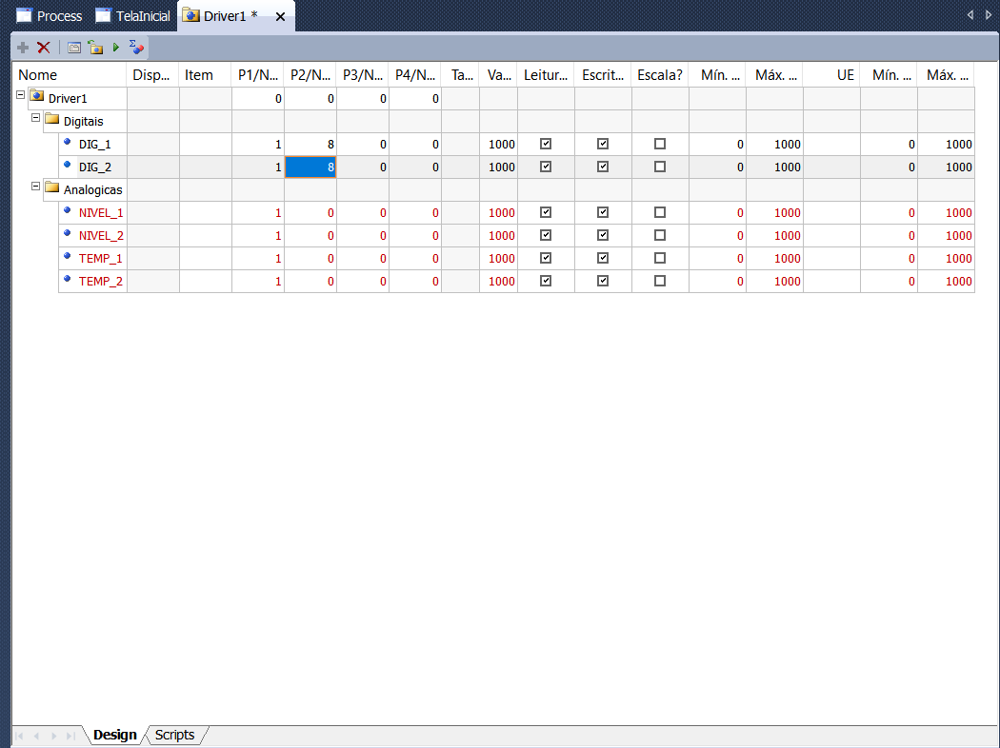 Process TelaInicial Driver1 *
Nome Disp... Item P1/N... P2/N... P3/N... P4/N... Ta... Va... Leitur... Escrit... Escala? Mín. ... Máx. ... UE Mín. ... Máx. ...
Driver1 0 0 0 0
Digitais
DIG_1 1 8 0 0 1000 0 1000 0 1000
DIG_2 1 8 0 0 1000 0 1000 0 1000
Analogicas
NIVEL_1 1 0 0 0 1000 0 1000 0 1000
NIVEL_2 1 0 0 0 1000 0 1000 0 1000
TEMP_1 1 0 0 0 1000 0 1000 0 1000
TEMP_2 1 0 0 0 1000 0 1000 0 1000
Design Scripts